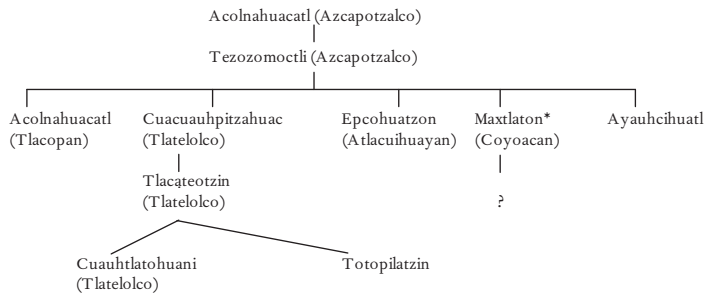 Acolnahuacatl (Azcapotzalco)
Tezozomoctli (Azcapotzalco)
Acolnahuacatl
(Tlacopan)
Cuacuauhpitzahuac
(Tlatelolco)
Epcohuatzon
(Atlacuihuayan)
Maxtlaton*
(Coyoacan)
Ayauhcihuatl
Tlacateotzin
(Tlatelolco)
?
Cuauhtlatohuani
(Tlatelolco)
Totopilatzin